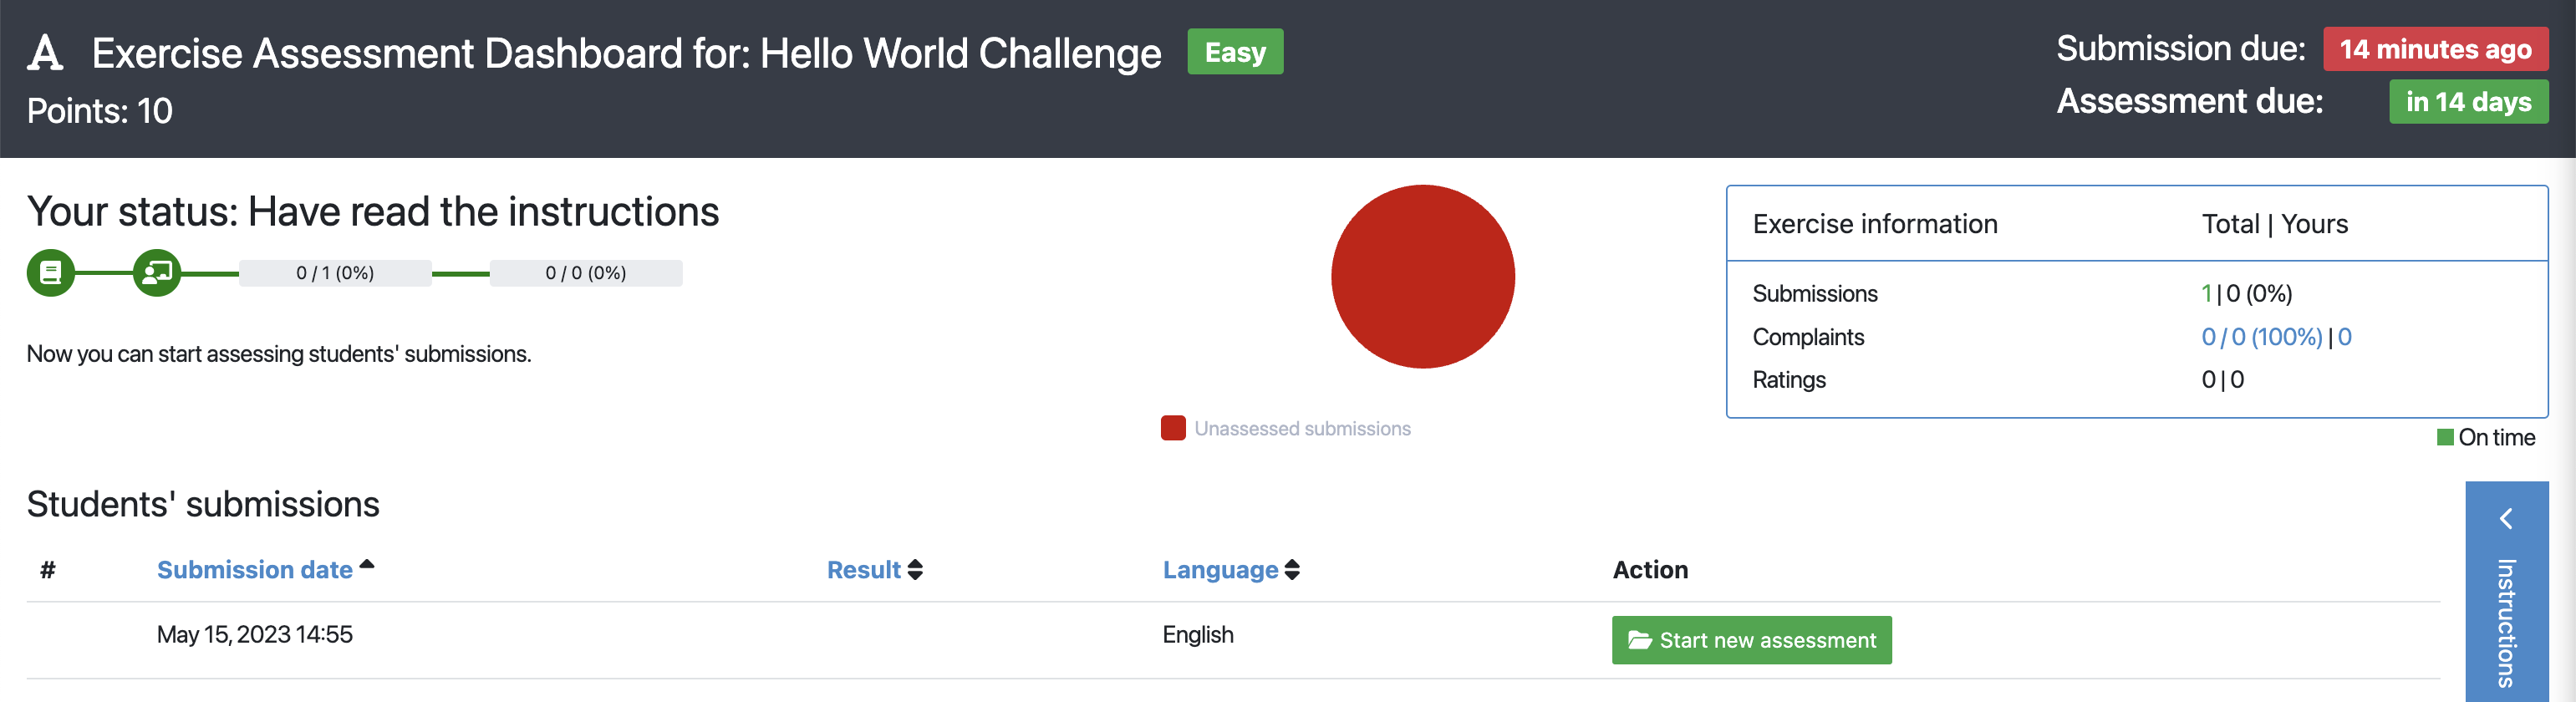 Exercise Assessment Dashboard for: Hello World Challenge Easy
Points: 10
Submission due: 14 minutes ago
Assessment due: in 14 days
Your status: Have read the instructions
0 / 1 (0%) 0 / 0 (0%)
Now you can start assessing students' submissions.
Unassessed submissions
Exercise information Total | Yours
Submissions 1 | 0 (0%)
Complaints 0 / 0 (100%) | 0
Ratings 0 | 0
On time
Students' submissions
# Submission date Result Language Action
May 15, 2023 14:55 English Start new assessment
Instructions